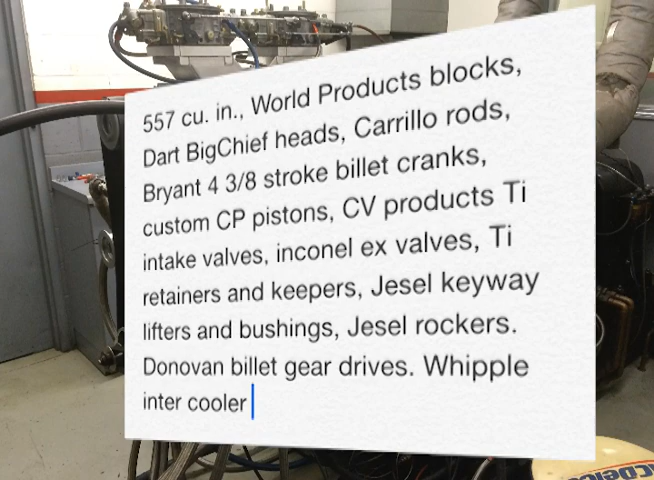 557 cu. in., World Products blocks,
Dart BigChief heads, Carrillo rods,
Bryant 4 3/8 stroke billet cranks,
custom CP pistons, CV products Ti
intake valves, inconel ex valves, Ti
retainers and keepers, Jesel keyway
lifters and bushings, Jesel rockers.
Donovan billet gear drives. Whipple
inter cooler